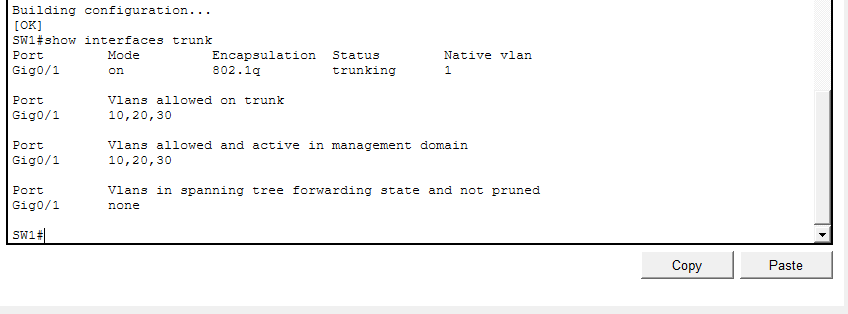 Building configuration...
[OK]
SW1#show interfaces trunk
Port        Mode         Encapsulation  Status        Native vlan
Gig0/1      on           802.1q         trunking      1
Port        Vlans allowed on trunk
Gig0/1      10,20,30
Port        Vlans allowed and active in management domain
Gig0/1      10,20,30
Port        Vlans in spanning tree forwarding state and not pruned
Gig0/1      none
SW1#
Copy Paste